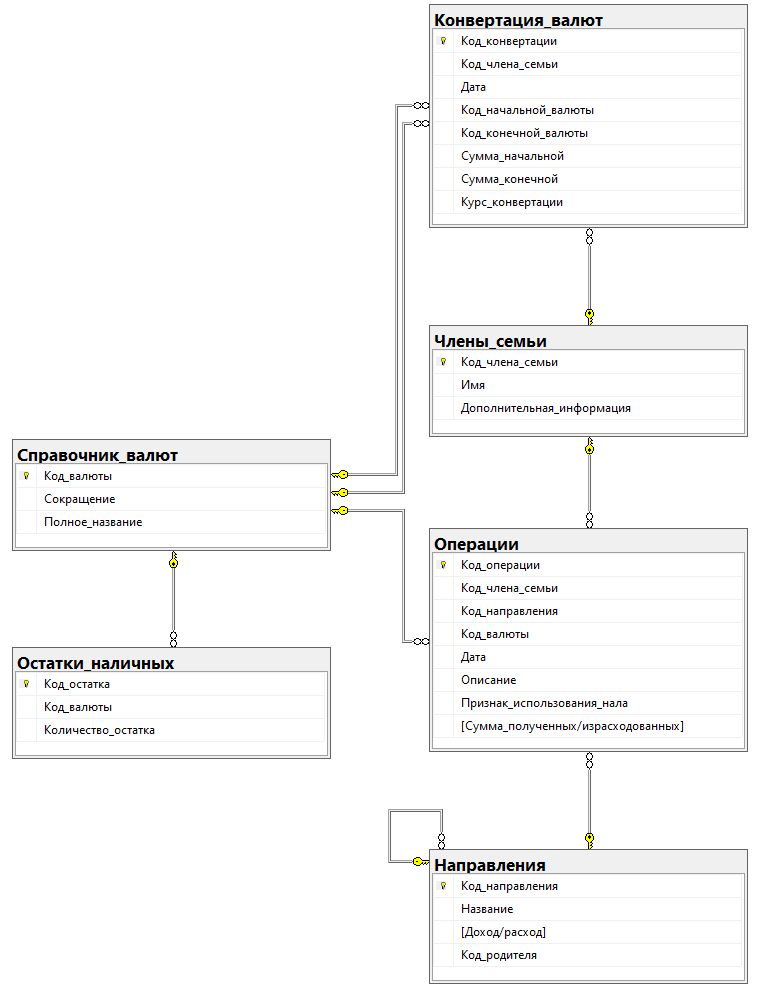 Конвертация_валют
Код_конвертации
Код_члена_семьи
Дата
Код_начальной_валюты
Код_конечной_валюты
Сумма_начальной
Сумма_конечной
Курс_конвертации
Члены_семьи
Код_члена_семьи
Имя
Дополнительная_информация
Справочник_валют
Код_валюты
Сокращение
Полное_название
Операции
Код_операции
Код_члена_семьи
Код_направления
Код_валюты
Дата
Описание
Признак_использования_нала
[Сумма_полученных/израсходованных]
Остатки_наличных
Код_остатка
Код_валюты
Количество_остатка
Направления
Код_направления
Название
[Доход/расход]
Код_родителя